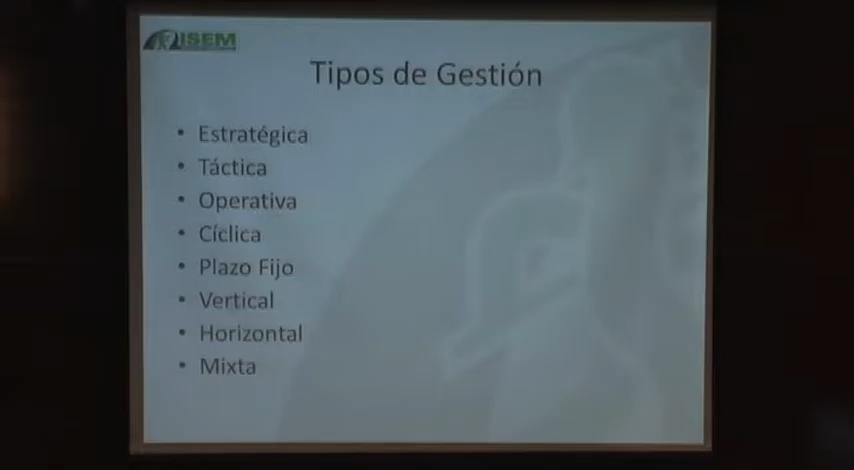 ISEM
Tipos de Gestión
• Estratégica
• Táctica
• Operativa
• Cíclica
• Plazo Fijo
• Vertical
• Horizontal
• Mixta